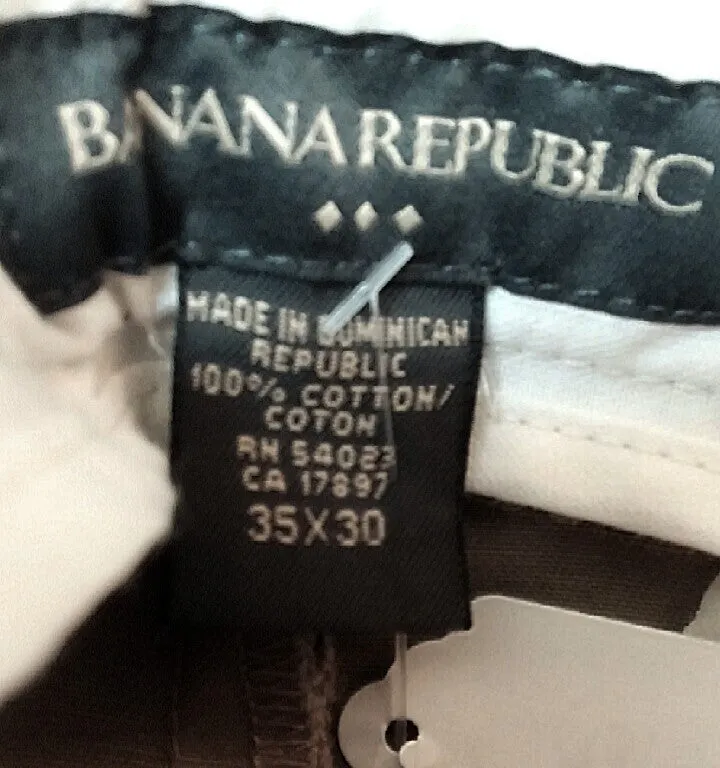 BANANA REPUBLIC
MADE IN DOMINICAN
REPUBLIC
100% COTTON/
COTON
RN 54023
CA 17897
35X30